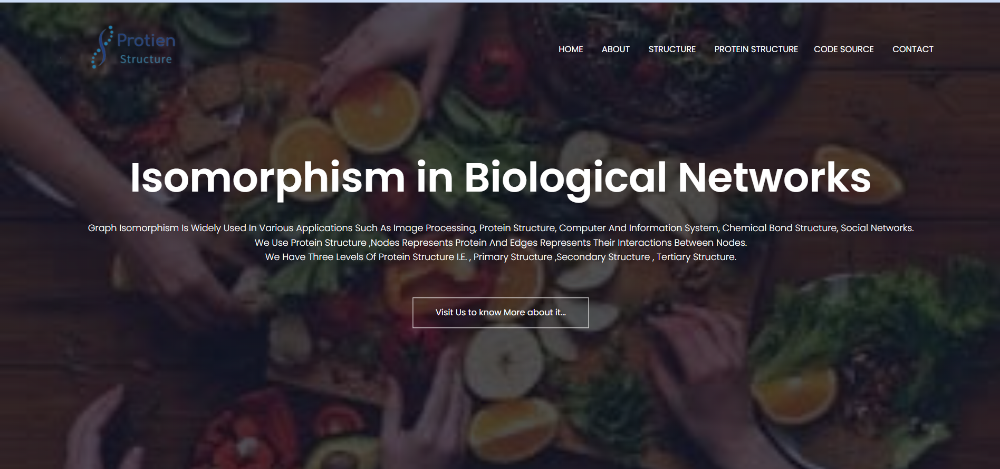 Protien
Structure
HOME ABOUT STRUCTURE PROTEIN STRUCTURE CODE SOURCE CONTACT
Isomorphism in Biological Networks
Graph Isomorphism Is Widely Used In Various Applications Such As Image Processing, Protein Structure, Computer And Information System, Chemical Bond Structure, Social Networks.
We Use Protein Structure ,Nodes Represents Protein And Edges Represents Their Interactions Between Nodes.
We Have Three Levels Of Protein Structure I.E. , Primary Structure ,Secondary Structure , Tertiary Structure.
Visit Us to know More about it...